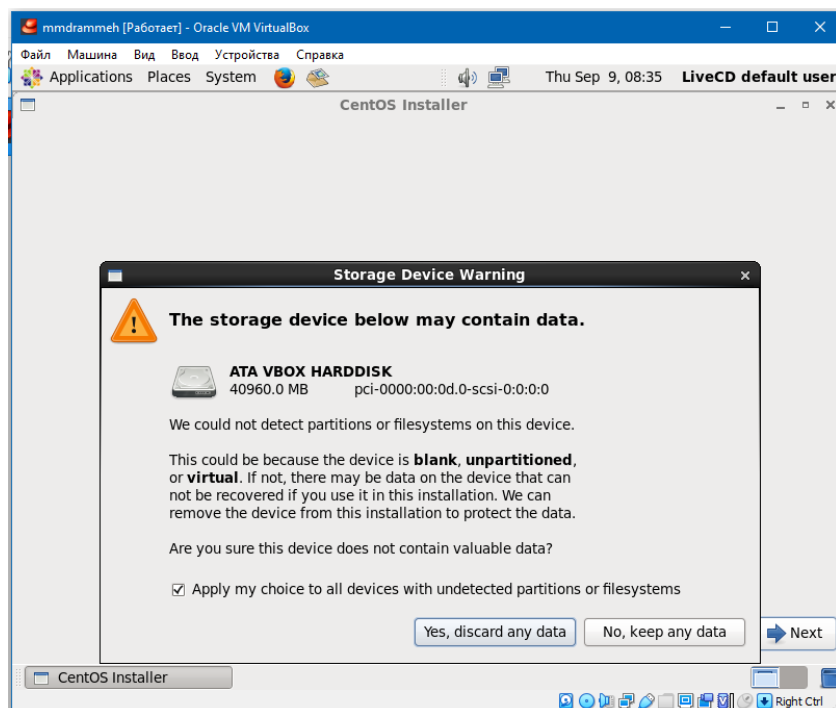 mmdrammeh [Работает] - Oracle VM VirtualBox
Файл Машина Вид Ввод Устройства Справка
Applications Places System Thu Sep 9, 08:35 LiveCD default user
CentOS Installer
Storage Device Warning
The storage device below may contain data.
ATA VBOX HARDDISK
40960.0 MB pci-0000:00:0d.0-scsi-0:0:0:0
We could not detect partitions or filesystems on this device.
This could be because the device is blank, unpartitioned,
or virtual. If not, there may be data on the device that can
not be recovered if you use it in this installation. We can
remove the device from this installation to protect the data.
Are you sure this device does not contain valuable data?
Apply my choice to all devices with undetected partitions or filesystems
Yes, discard any data No, keep any data Next
CentOS Installer
Right Ctrl